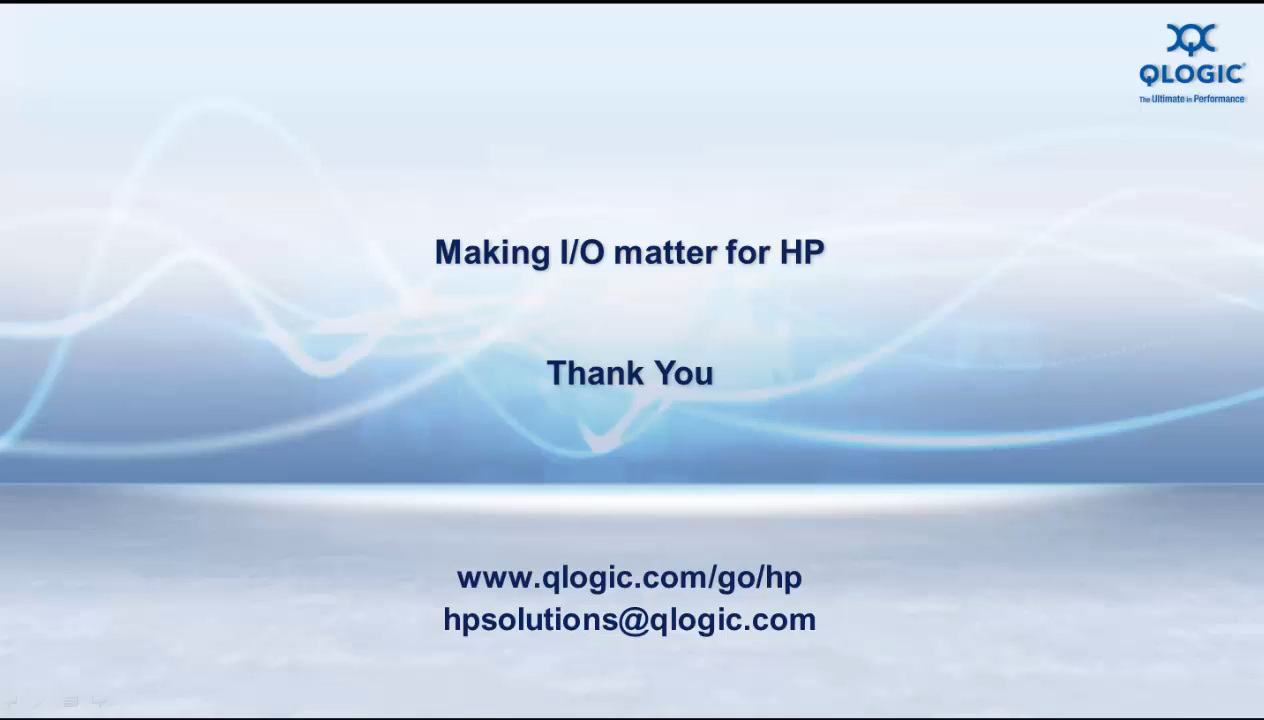 QLOGIC
The Ultimate in Performance
Making I/O matter for HP
Thank You
www.qlogic.com/go/hp
hpsolutions@qlogic.com